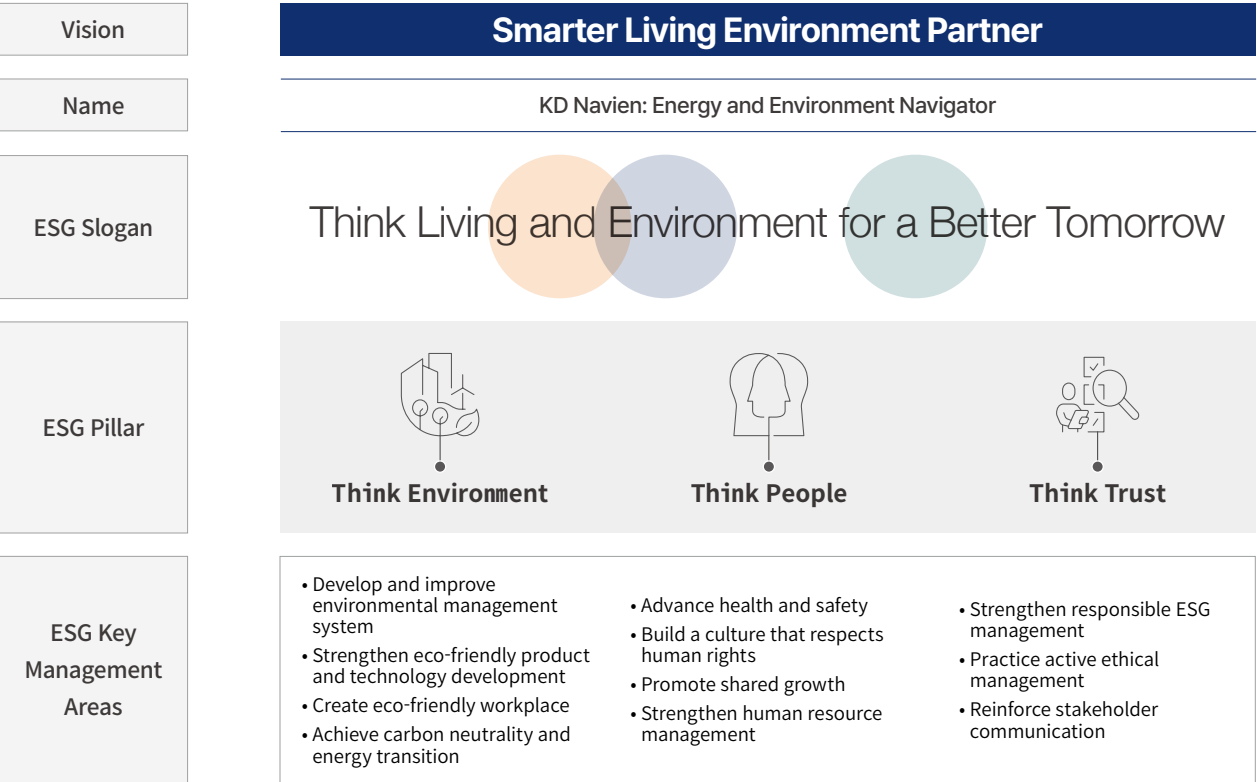 Vision
Smarter Living Environment Partner
Name
KD Navien: Energy and Environment Navigator
ESG Slogan
Think Living and Environment for a Better Tomorrow
ESG Pillar
Think Environment
Think People
Think Trust
ESG Key
Management
Areas
• Develop and improve
environmental management
system
• Strengthen eco-friendly product
and technology development
• Create eco-friendly workplace
• Achieve carbon neutrality and
energy transition
• Advance health and safety
• Build a culture that respects
human rights
• Promote shared growth
• Strengthen human resource
management
• Strengthen responsible ESG
management
• Practice active ethical
management
• Reinforce stakeholder
communication